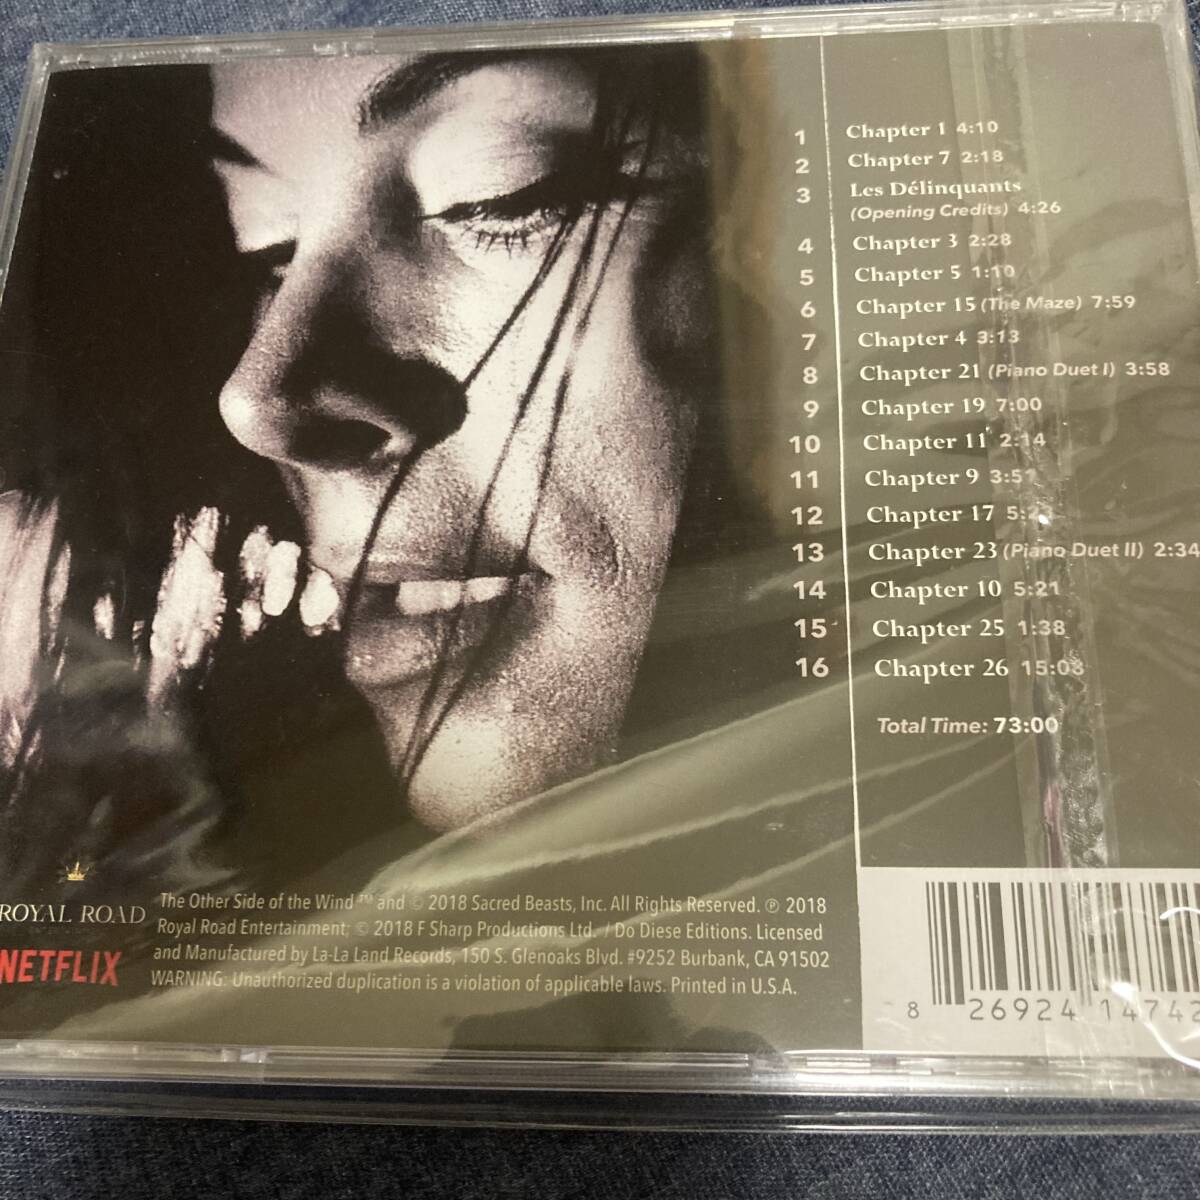 1 Chapter 1 4:10
2 Chapter 7 2:18
3 Les Délinquants
(Opening Credits) 4:26
4 Chapter 3 2:28
5 Chapter 5 1:10
6 Chapter 15 (The Maze) 7:59
7 Chapter 4 3:13
8 Chapter 21 (Piano Duet I) 3:58
9 Chapter 19 7:00
10 Chapter 11 2:14
11 Chapter 9 3:51
12 Chapter 17
13 Chapter 23 (Piano Duet II) 2:34
14 Chapter 10 5:21
15 Chapter 25 1:38
16 Chapter 26 15:03
Total Time: 73:00
ROYAL ROAD
ENTERTAINMENT
NETFLIX
The Other Side of the Wind™ and © 2018 Sacred Beasts, Inc. All Rights Reserved. ℗ 2018
Royal Road Entertainment; © 2018 F Sharp Productions Ltd. / Do Diese Editions. Licensed
and Manufactured by La-La Land Records, 150 S. Glenoaks Blvd. #9252 Burbank, CA 91502
WARNING: Unauthorized duplication is a violation of applicable laws. Printed in U.S.A.
8 26924 14742